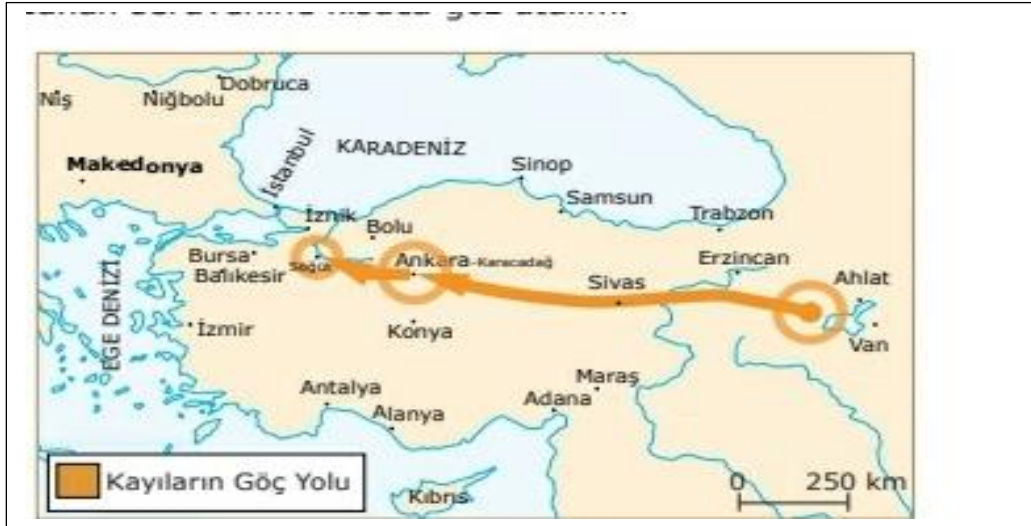 Dobruca
Niş
Niğbolu
KARADENİZ
İstanbul
Makedonya
Sinop
Samsun
Trabzon
İznik
Bolu
Bursa
Söğüt
Ankara-Karacadağ
Erzincan
Balıkesir
Sivas
Ahlat
EGE DENİZİ
İzmir
Konya
Van
Maraş
Antalya
Adana
Alanya
Kayıların Göç Yolu
Kıbrıs
0 250 km